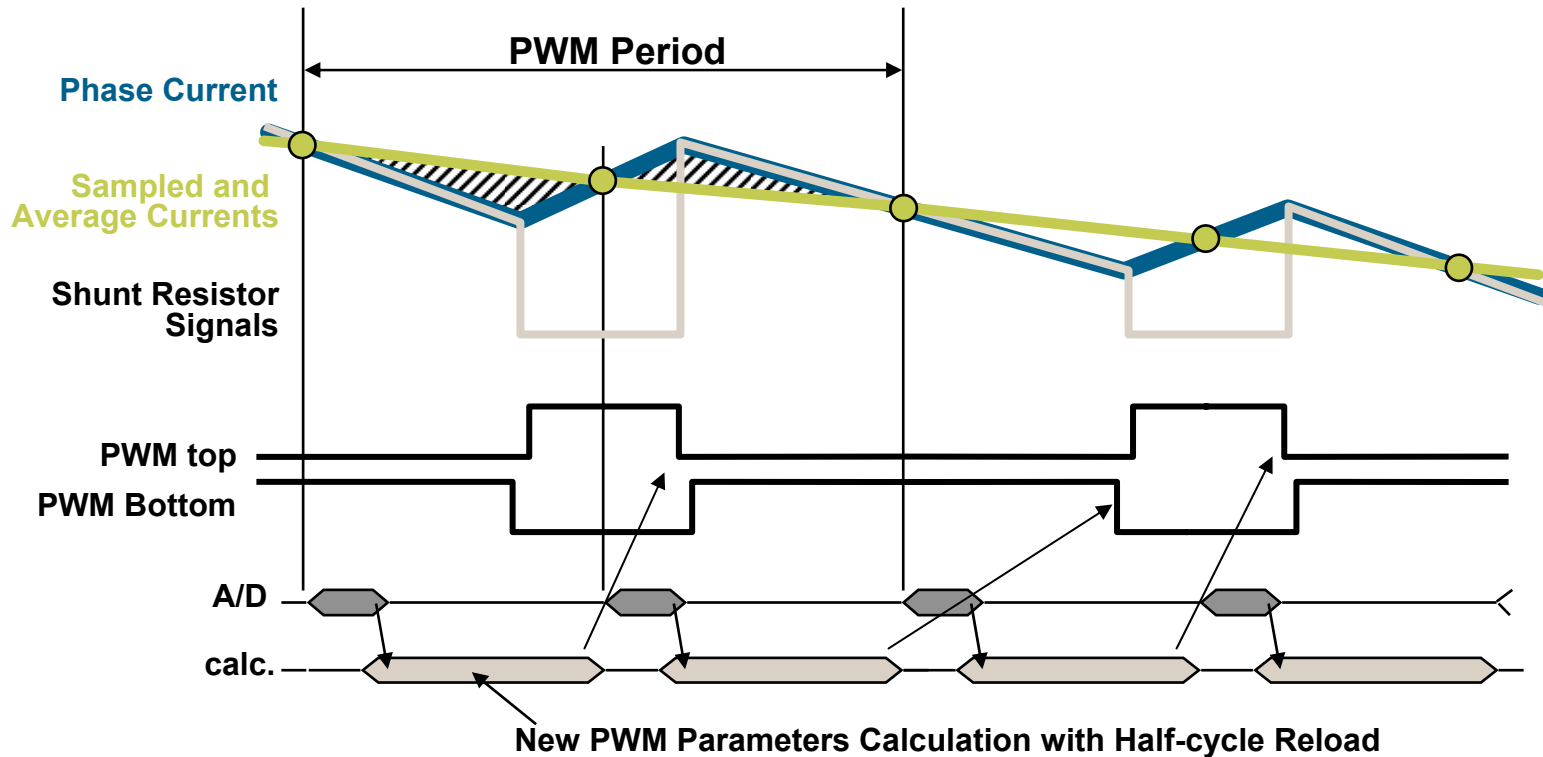 PWM Period
Phase Current
Sampled and
Average Currents
Shunt Resistor
Signals
PWM top
PWM Bottom
A/D
calc.
New PWM Parameters Calculation with Half-cycle Reload